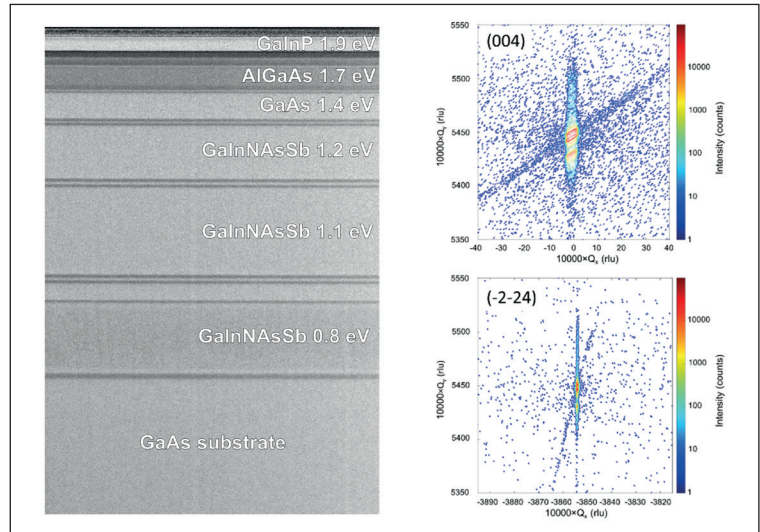 GaInP 1.9 eV
AlGaAs 1.7 eV
GaAs 1.4 eV
GaInNAsSb 1.2 eV
GaInNAsSb 1.1 eV
GaInNAsSb 0.8 eV
GaAs substrate
(004)
5550
5500
5450
5400
5350
10000×Qz (rlu)
-40 -30 -20 -10 0 10 20 30 40
10000×Qx (rlu)
10000
1000
100
10
1
Intensity (counts)
(-2-24)
5550
5500
5450
5400
5350
10000×Qz (rlu)
-3890 -3880 -3870 -3860 -3850 -3840 -3830 -3820
10000×Qx (rlu)
10000
1000
100
10
1
Intensity (counts)